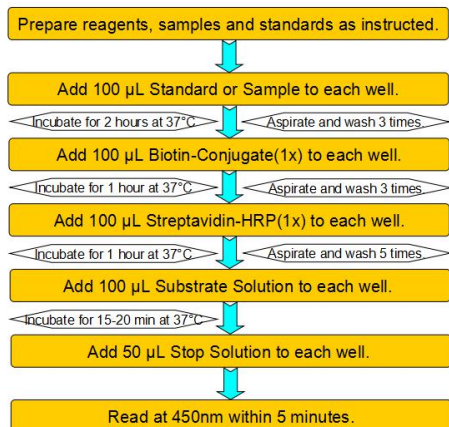 Prepare reagents, samples and standards as instructed.
Add 100 μL Standard or Sample to each well.
Incubate for 2 hours at 37°C
Aspirate and wash 3 times.
Add 100 μL Biotin-Conjugate(1x) to each well.
Incubate for 1 hour at 37°C
Aspirate and wash 3 times.
Add 100 μL Streptavidin-HRP(1x) to each well.
Incubate for 1 hour at 37°C
Aspirate and wash 5 times.
Add 100 μL Substrate Solution to each well.
Incubate for 15-20 min at 37°C
Add 50 μL Stop Solution to each well.
Read at 450nm within 5 minutes.